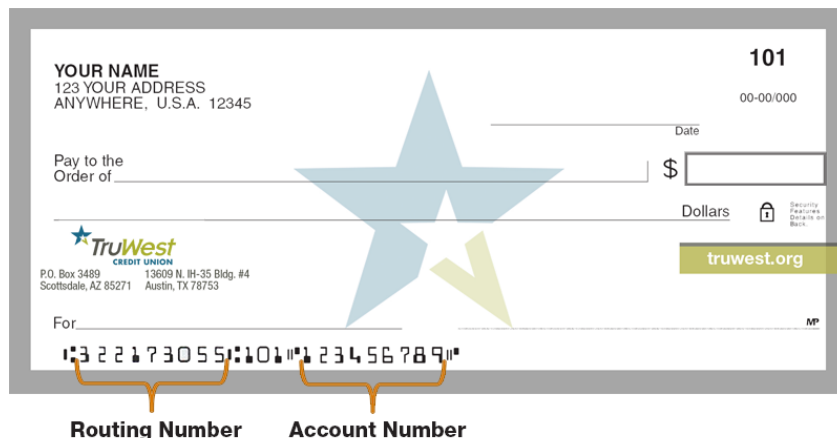 YOUR NAME
123 YOUR ADDRESS
ANYWHERE, U.S.A. 12345
101
00-00/000
Date
Pay to the
Order of
$
Dollars
Security
Features
Details on
Back.
TruWest
CREDIT UNION
truwest.org
P.O. Box 3489 13609 N. IH-35 Bldg. #4
Scottsdale, AZ 85271 Austin, TX 78753
For
MP
⑆322173055⑆101⑈123456789⑈
Routing Number Account Number